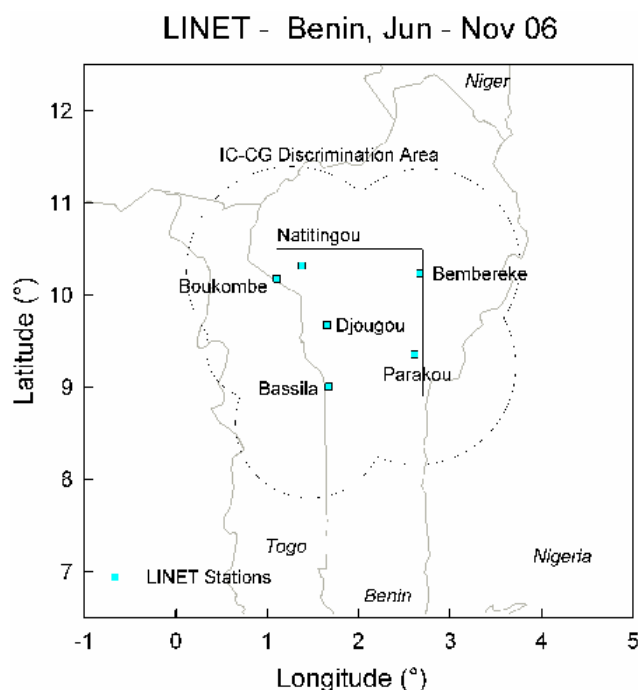 LINET - Benin, Jun - Nov 06
Niger
12
IC-CG Discrimination Area
11
Natitingou
Boukombe
Bembereke
10
Djougou
Parakou
9
Bassila
8
Togo
Nigeria
7
LINET Stations
Benin
Latitude (°)
-1 0 1 2 3 4 5
Longitude (°)